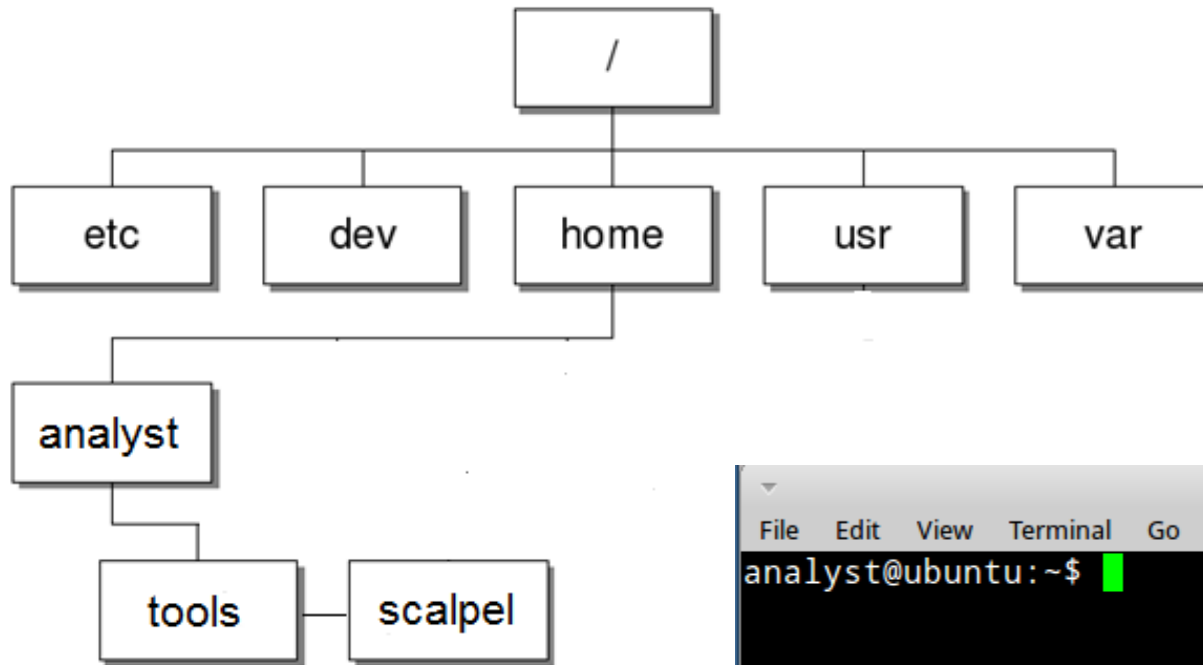 /
etc dev home usr var
analyst
tools scalpel
File Edit View Terminal Go
analyst@ubuntu:~$